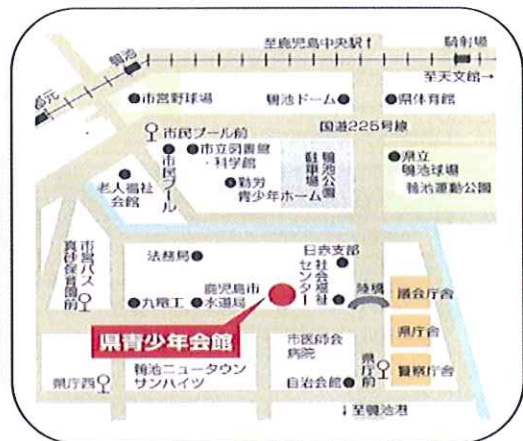 至鹿児島中央駅↑
騎射場
至天文館→
鴨池
郡元
市営野球場
鴨池ドーム
県体育館
国道225号線
市民プール前
市民プール
市立図書館
・科学館
鴨池公園
駐車場
県立
鴨池球場
鴨池運動公園
老人福祉
会館
勤労
青少年ホーム
市営バス
真砂保育園前
法務局
日赤支部
社会福祉
センター
九電工
鹿児島市
水道局
陸橋
議会庁舎
県青少年会館
県庁舎
市医師会
病院
県庁前
警察庁舎
県庁西
鴨池ニュータウン
サンハイツ
自治会館
↓至鴨池港